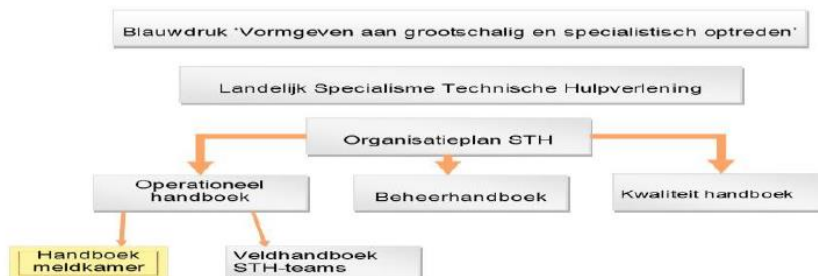 Blauwdruk 'Vormgeven aan grootschalig en specialistisch optreden'
Landelijk Specialisme Technische Hulpverlening
Organisatieplan STH
Operationeel
handboek
Beheerhandboek
Kwaliteit handboek
Handboek
meldkamer
Veldhandboek
STH-teams